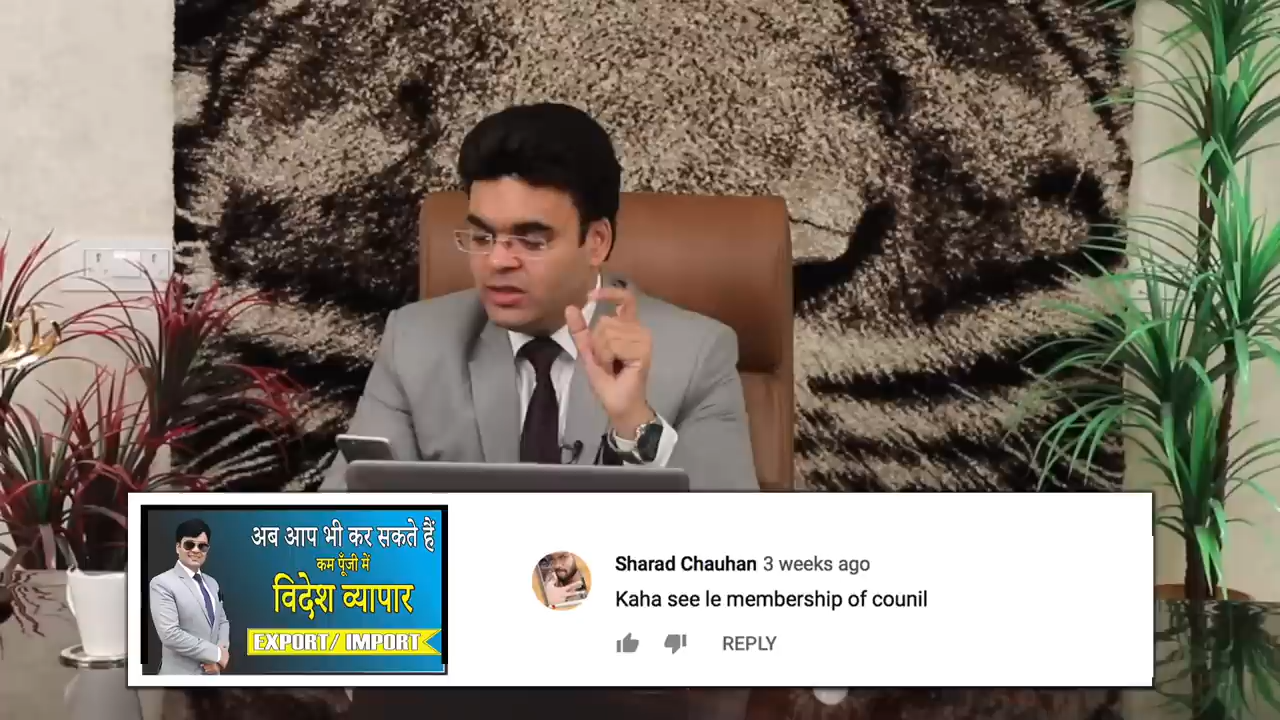 अब आप भी कर सकते हैं
कम पूँजी में
विदेश व्यापार
EXPORT/ IMPORT
Sharad Chauhan 3 weeks ago
Kaha see le membership of counil
REPLY